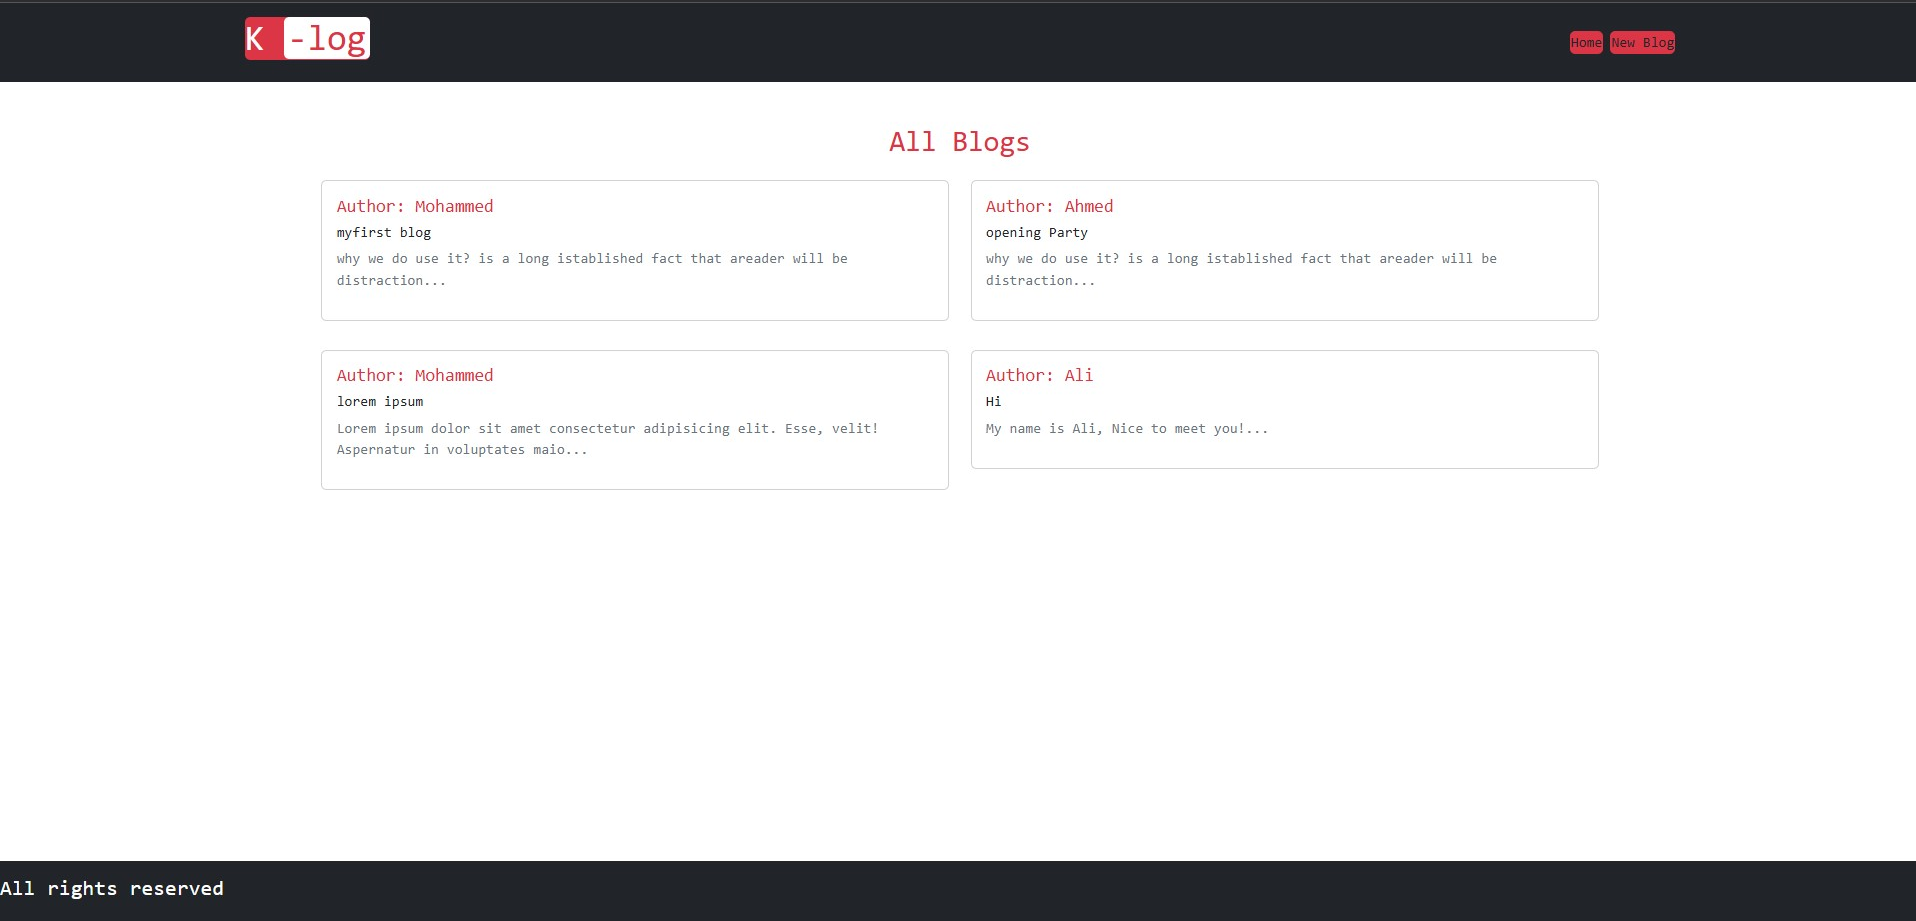 K -log
Home New Blog
All Blogs
Author: Mohammed
myfirst blog
why we do use it? is a long istablished fact that areader will be
distraction...
Author: Ahmed
opening Party
why we do use it? is a long istablished fact that areader will be
distraction...
Author: Mohammed
lorem ipsum
Lorem ipsum dolor sit amet consectetur adipisicing elit. Esse, velit!
Aspernatur in voluptates maio...
Author: Ali
Hi
My name is Ali, Nice to meet you!...
All rights reserved